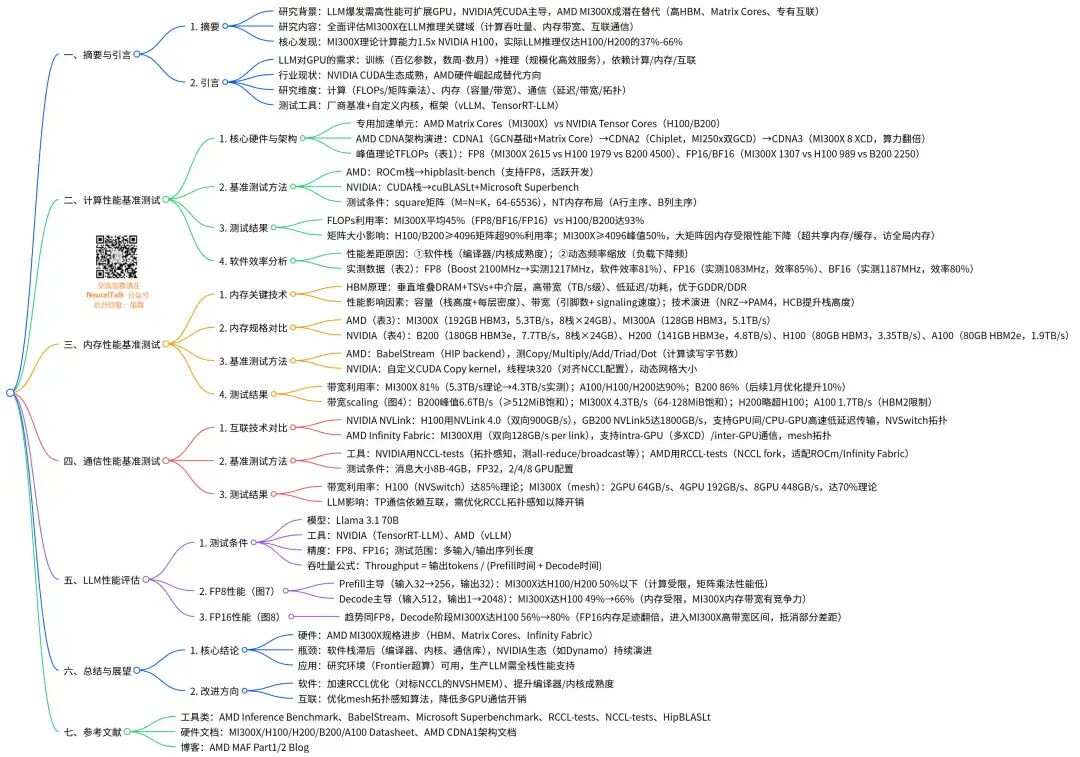 一、摘要与引言
1. 摘要
研究背景：LLM爆发需高性能可扩展GPU，NVIDIA凭CUDA主导，AMD MI300X成潜在替代（高HBM、Matrix Cores、专有互联）
研究内容：全面评估MI300X在LLM推理关键域（计算吞吐量、内存带宽、互联通信）
核心发现：MI300X理论计算能力1.5x NVIDIA H100，实际LLM推理仅达H100/H200的37%-66%
2. 引言
LLM对GPU的需求：训练（百亿参数，数周-数月）+推理（规模化高效服务），依赖计算/内存/互联
行业现状：NVIDIA CUDA生态成熟，AMD硬件崛起成替代方向
研究维度：计算（FLOPs/矩阵乘法）、内存（容量/带宽）、通信（延迟/带宽/拓扑）
测试工具：厂商基准+自定义内核，框架（vLLM、TensorRT-LLM）
二、计算性能基准测试
1. 核心硬件与架构
专用加速单元：AMD Matrix Cores（MI300X）vs NVIDIA Tensor Cores（H100/B200）
AMD CDNA架构演进：CDNA1（GCN基础+Matrix Core）→CDNA2（Chiplet，MI250x双GCD）→CDNA3（MI300X 8 XCD，算力翻倍）
峰值理论TFLOPs（表1）：FP8（MI300X 2615 vs H100 1979 vs B200 4500）、FP16/BF16（MI300X 1307 vs H100 989 vs B200 2250）
2. 基准测试方法
AMD：ROCm栈→hipblaslt-bench（支持FP8，活跃开发）
NVIDIA：CUDA栈→cuBLASLt+Microsoft Superbench
测试条件：square矩阵（M=N=K，64-65536），NT内存布局（A行主序、B列主序）
3. 测试结果
FLOPs利用率：MI300X平均45%（FP8/BF16/FP16）vs H100/B200达93%
矩阵大小影响：H100/B200≥4096矩阵超90%利用率；MI300X≥4096峰值50%，大矩阵因内存受限性能下降（超共享内存/缓存，访全局内存）
4. 软件效率分析
性能差距原因：①软件栈（编译器/内核成熟度）；②动态频率缩放（负载下降频）
实测数据（表2）：FP8（Boost 2100MHz→实测1217MHz，软件效率81%）、FP16（实测1083MHz，效率85%）、BF16（实测1187MHz，效率80%）
交流加群请在
NeuralTalk 公众号
后台回复：加群
三、内存性能基准测试
1. 内存关键技术
HBM原理：垂直堆叠DRAM+TSVs+中介层，高带宽（TB/s级）、低延迟/功耗，优于GDDR/DDR
性能影响因素：容量（栈高度+每层密度）、带宽（引脚数+ signaling速度）；技术演进（NRZ→PAM4，HCB提升栈高度）
2. 内存规格对比
AMD（表3）：MI300X（192GB HBM3，5.3TB/s，8栈×24GB）、MI300A（128GB HBM3，5.1TB/s）
NVIDIA（表4）：B200（180GB HBM3e，7.7TB/s，8栈×24GB）、H200（141GB HBM3e，4.8TB/s）、H100（80GB HBM3，3.35TB/s）、A100（80GB HBM2e，1.9TB/s）
3. 基准测试方法
AMD：BabelStream（HIP backend），测Copy/Multiply/Add/Triad/Dot（计算读写字节数）
NVIDIA：自定义CUDA Copy kernel，线程块320（对齐NCCL配置），动态网格大小
4. 测试结果
带宽利用率：MI300X 81%（5.3TB/s理论→4.3TB/s实测）；A100/H100/H200达90%；B200 86%（后续1月优化提升10%）
带宽scaling（图4）：B200峰值6.6TB/s（≥512MiB饱和）；MI300X 4.3TB/s（64-128MiB饱和）；H200略超H100；A100 1.7TB/s（HBM2限制）
四、通信性能基准测试
1. 互联技术对比
NVIDIA NVLink：H100用NVLink 4.0（双向900GB/s），GB200 NVLink5达1800GB/s，支持GPU间/CPU-GPU高速低延迟传输，NVSwitch拓扑
AMD Infinity Fabric：MI300X用（双向128GB/s per link），支持intra-GPU（多XCD）/inter-GPU通信，mesh拓扑
2. 基准测试方法
工具：NVIDIA用NCCL-tests（拓扑感知，测all-reduce/broadcast等）；AMD用RCCL-tests（NCCL fork，适配ROCm/Infinity Fabric）
测试条件：消息大小8B-4GB，FP32，2/4/8 GPU配置
3. 测试结果
带宽利用率：H100（NVSwitch）达85%理论；MI300X（mesh）：2GPU 64GB/s、4GPU 192GB/s、8GPU 448GB/s，达70%理论
LLM影响：TP通信依赖互联，需优化RCCL拓扑感知以降开销
五、LLM性能评估
1. 测试条件
模型：Llama 3.1 70B
工具：NVIDIA（TensorRT-LLM）、AMD（vLLM）
精度：FP8、FP16；测试范围：多输入/输出序列长度
吞吐量公式：Throughput = 输出tokens / (Prefill时间 + Decode时间)
2. FP8性能（图7）
Prefill主导（输入32→256，输出32）：MI300X达H100/H200 50%以下（计算受限，矩阵乘法性能低）
Decode主导（输入512，输出1→2048）：MI300X达H100 49%→66%（内存受限，MI300X内存带宽有竞争力）
3. FP16性能（图8）
趋势同FP8，Decode阶段MI300X达H100 56%→80%（FP16内存足迹翻倍，进入MI300X高带宽区间，抵消部分差距）
六、总结与展望
1. 核心结论
硬件：AMD MI300X规格进步（HBM、Matrix Cores、Infinity Fabric）
瓶颈：软件栈滞后（编译器、内核、通信库），NVIDIA生态（如Dynamo）持续演进
应用：研究环境（Frontier超算）可用，生产LLM需全栈性能支持
2. 改进方向
软件：加速RCCL优化（对标NCCL的NVSHMEM）、提升编译器/内核成熟度
互联：优化mesh拓扑感知算法，降低多GPU通信开销
七、参考文献
工具类：AMD Inference Benchmark、BabelStream、Microsoft Superbenchmark、RCCL-tests、NCCL-tests、HipBLASLt
硬件文档：MI300X/H100/H200/B200/A100 Datasheet、AMD CDNA1架构文档
博客：AMD MAF Part1/2 Blog